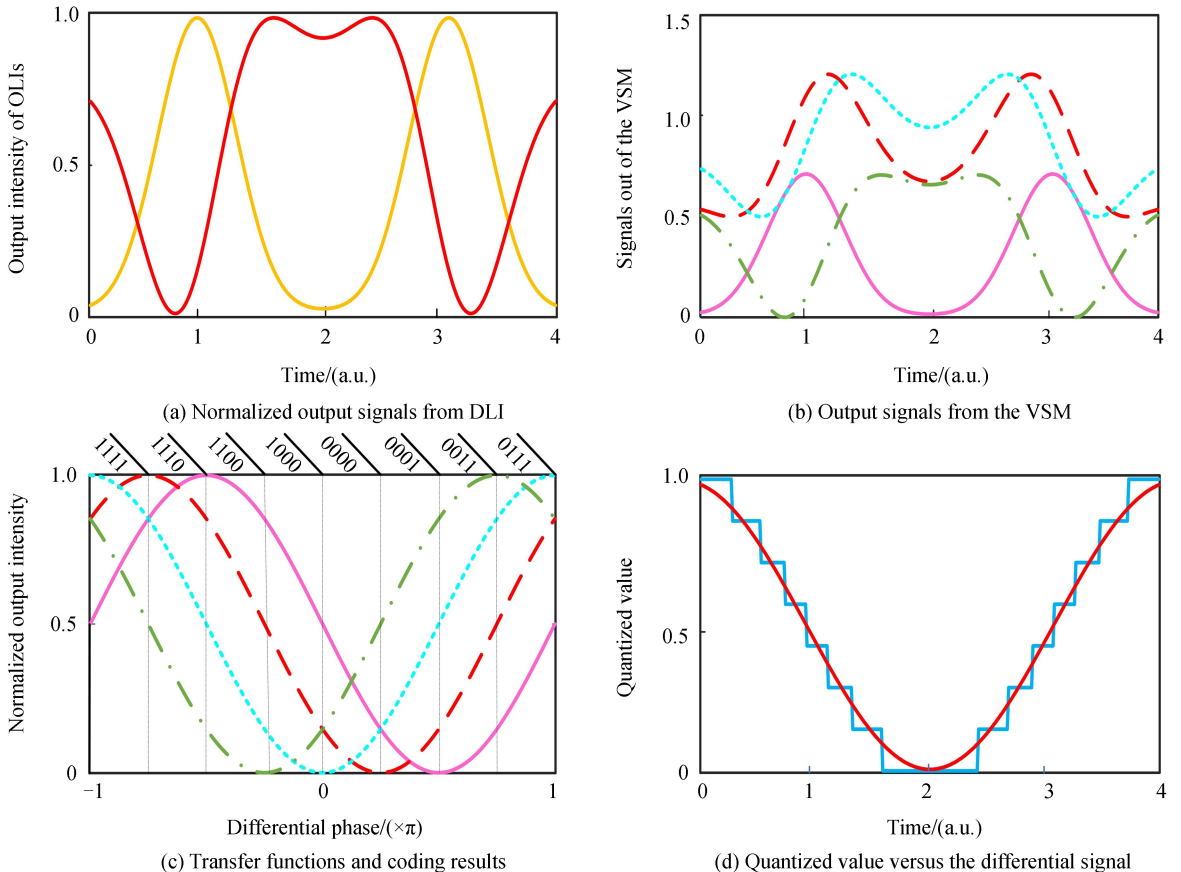 1.0
0.5
0
Output intensity of OLIs
0 1 2 3 4
Time/(a.u.)
(a) Normalized output signals from DLI
1.5
1.0
0.5
0
Signals out of the VSM
0 1 2 3 4
Time/(a.u.)
(b) Output signals from the VSM
1111 1110 1100 1000 0000 0001 0011 0111
1.0
0.5
0
Normalized output intensity
−1 0 1
Differential phase/(×π)
(c) Transfer functions and coding results
1.0
0.5
0
Quantized value
0 1 2 3 4
Time/(a.u.)
(d) Quantized value versus the differential signal